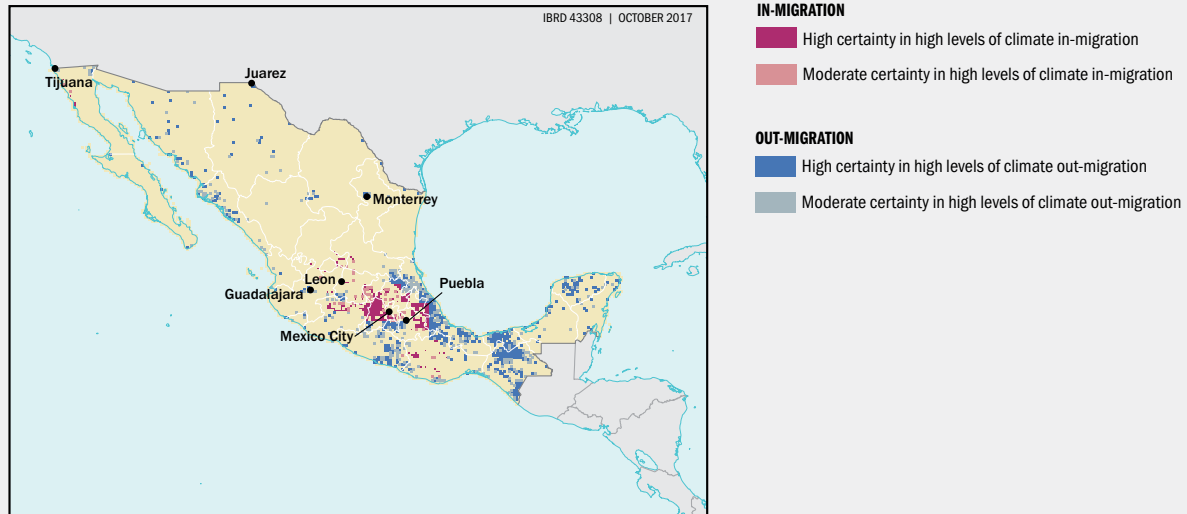 IBRD 43308 | OCTOBER 2017
Tijuana
Juarez
Monterrey
Leon
Guadalajara
Puebla
Mexico City
IN-MIGRATION
High certainty in high levels of climate in-migration
Moderate certainty in high levels of climate in-migration
OUT-MIGRATION
High certainty in high levels of climate out-migration
Moderate certainty in high levels of climate out-migration